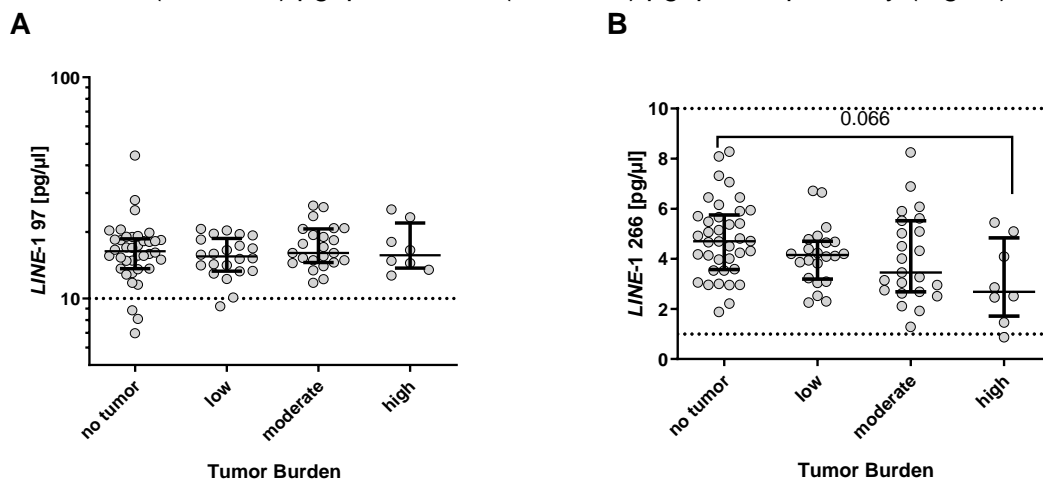 A
B
100
10
LINE-1 97 [pg/µl]
no tumor
low
moderate
high
Tumor Burden
10
8
6
4
2
0
LINE-1 266 [pg/µl]
0.066
no tumor
low
moderate
high
Tumor Burden